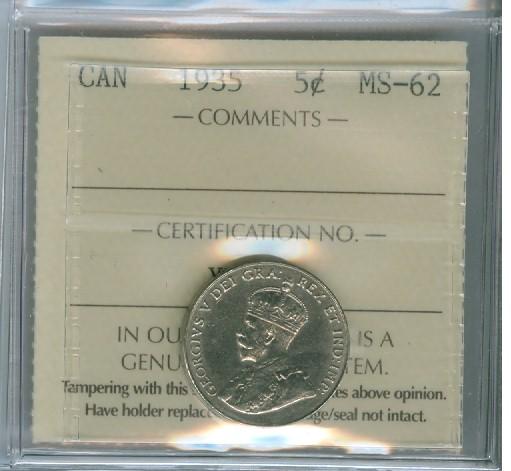 CAN 1935 5¢ MS-62
— COMMENTS —
— CERTIFICATION NO. —
GEORGIVS V DEI GRA: REX ET IND: IMP:
IN OU IS A
GENU TEM.
Tampering with this es above opinion.
Have holder replac ge/seal not intact.